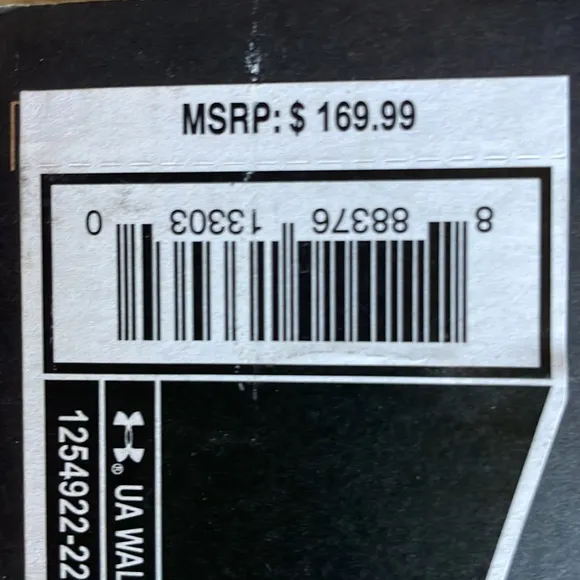 MSRP: $ 169.99
8 88376 13303 0
UA WAL
1254922-22